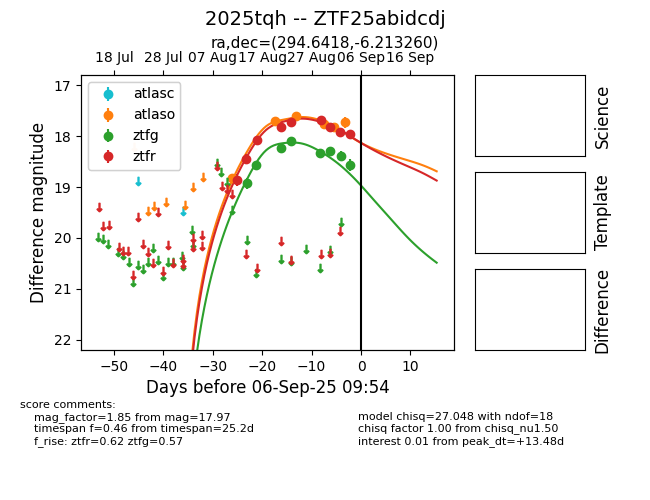 2025tqh -- ZTF25abidcdj
ra,dec=(294.6418,-6.213260)
18 Jul 28 Jul 07 Aug 17 Aug 27 Aug 06 Sep 16 Sep
atlasc
atlaso
ztfg
ztfr
17
18
19
20
21
22
Difference magnitude
−50 −40 −30 −20 −10 0 10
Days before 06-Sep-25 09:54
Science
Template
Difference
score comments:
mag_factor=1.85 from mag=17.97
timespan f=0.46 from timespan=25.2d
f_rise: ztfr=0.62 ztfg=0.57
model chisq=27.048 with ndof=18
chisq factor 1.00 from chisq_nu1.50
interest 0.01 from peak_dt=+13.48d